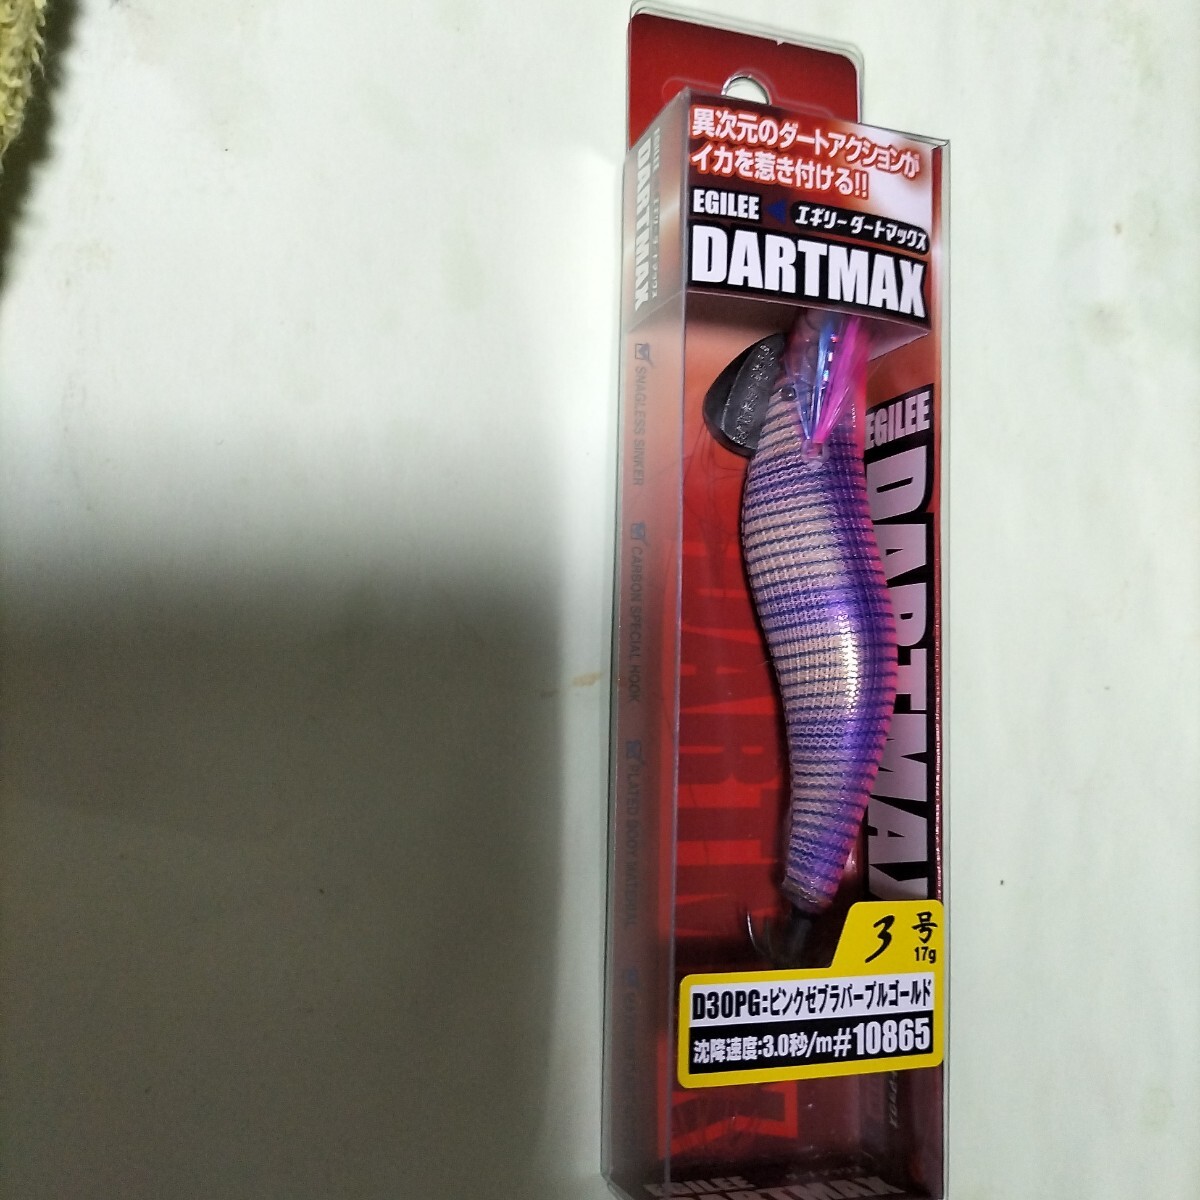 異次元のダートアクションが
イカを惹き付ける!!
EGILEE エギリーダートマックス
DARTMAX
DARTMAX
SNAGLESS SINKER
CARBON SPECIAL HOOK
PLATED BODY MATERIAL
EGILEE
DARTMAX
3号
17g
D30PG:ピンクゼブラパープルゴールド
沈降速度:3.0秒/m#10865
EGILEE
DARTMAX